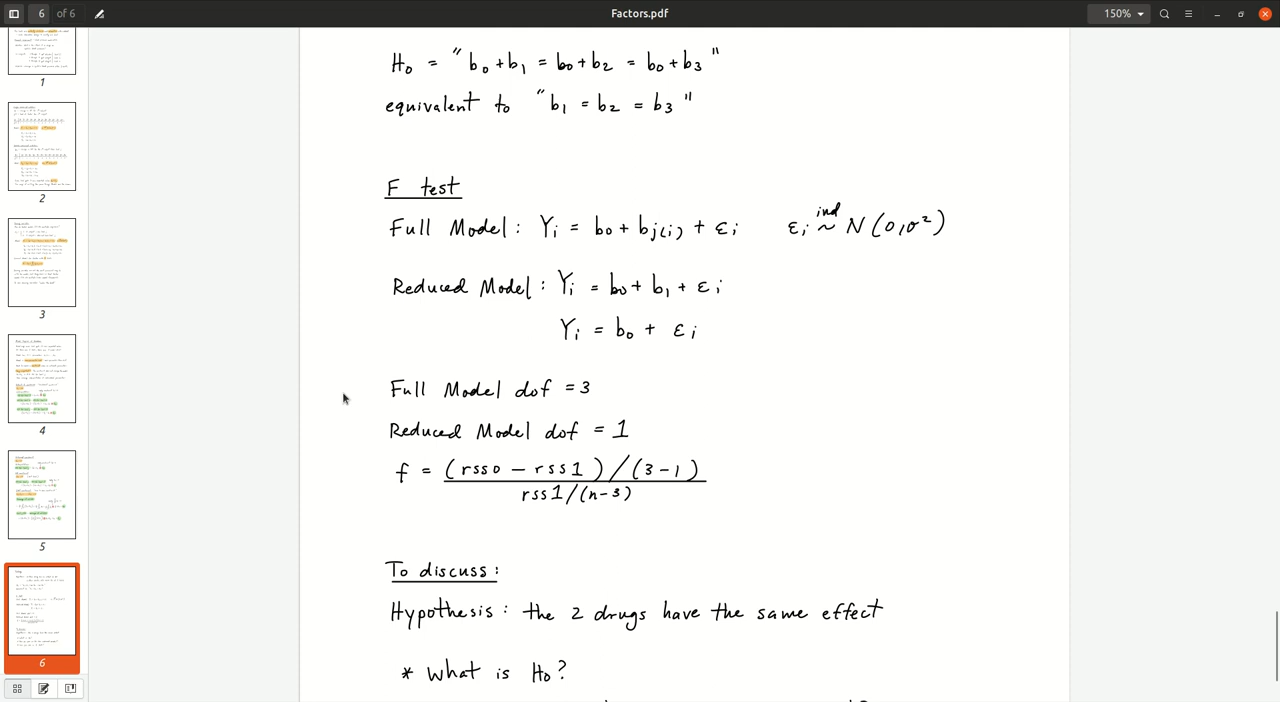 6 of 6
Factors.pdf
150%
1
2
3
4
5
6
H₀ = "b₀+b₁ = b₀+b₂ = b₀+b₃"
equivalent to "b₁ = b₂ = b₃"
F test
Full Model: Yᵢ = b₀ + b_j(i) + εᵢ   εᵢ ind ~ N(0,σ²)
Reduced Model: Yᵢ = b₀ + b₁ + εᵢ
Yᵢ = b₀ + εᵢ
Full Model dof = 3
Reduced Model dof = 1
f = (rss0 − rss1)/(3−1)
rss1/(n−3)
To discuss:
Hypothesis: the 2 drugs have the same effect
* What is H₀?